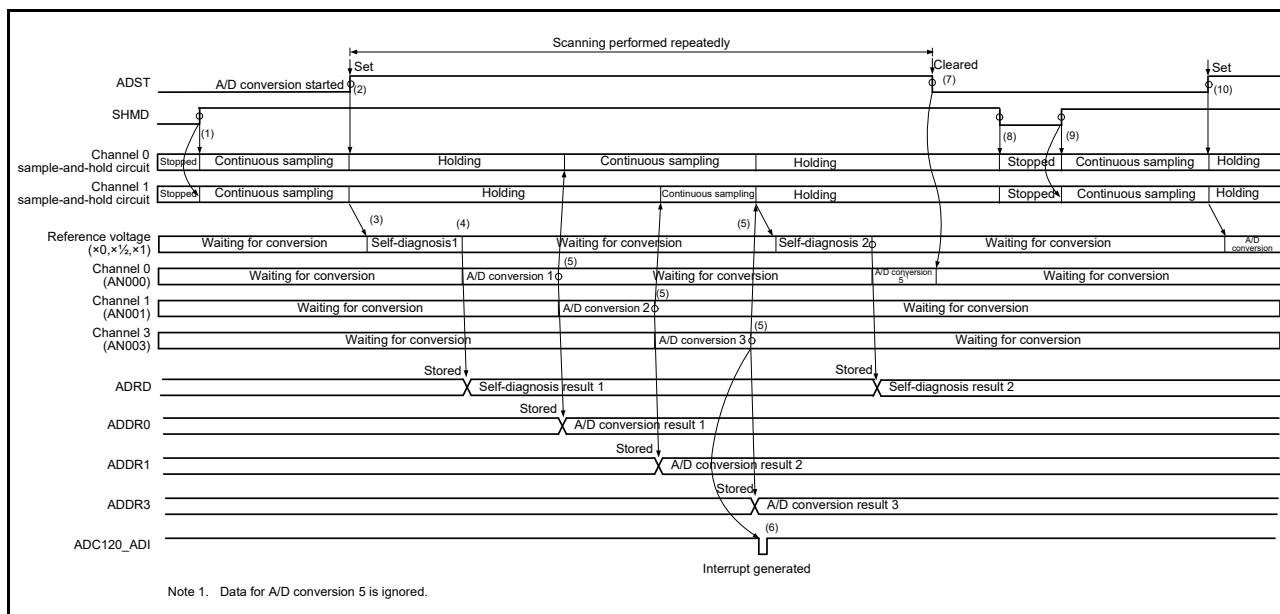 Scanning performed repeatedly
Set
Cleared
Set
ADST
A/D conversion started
(2)
(7)
(10)
SHMD
(1)
(8)
(9)
Channel 0
sample-and-hold circuit
Stopped
Continuous sampling
Holding
Continuous sampling
Holding
Stopped
Continuous sampling
Holding
Channel 1
sample-and-hold circuit
Stopped
Continuous sampling
Holding
Continuous sampling
Holding
Stopped
Continuous sampling
Holding
(3)
(4)
(5)
Reference voltage
(×0,×½,×1)
Waiting for conversion
Self-diagnosis1
Waiting for conversion
Self-diagnosis 2
Waiting for conversion
A/D
conversion
Channel 0
(AN000)
Waiting for conversion
A/D conversion 1
(5)
Waiting for conversion
A/D conversion
5*1
Waiting for conversion
Channel 1
(AN001)
Waiting for conversion
A/D conversion 2
(5)
Waiting for conversion
Channel 3
(AN003)
Waiting for conversion
A/D conversion 3
(5)
Waiting for conversion
ADRD
Stored
Self-diagnosis result 1
Stored
Self-diagnosis result 2
ADDR0
Stored
A/D conversion result 1
ADDR1
Stored
A/D conversion result 2
ADDR3
Stored
A/D conversion result 3
ADC120_ADI
(6)
Interrupt generated
Note 1. Data for A/D conversion 5 is ignored.